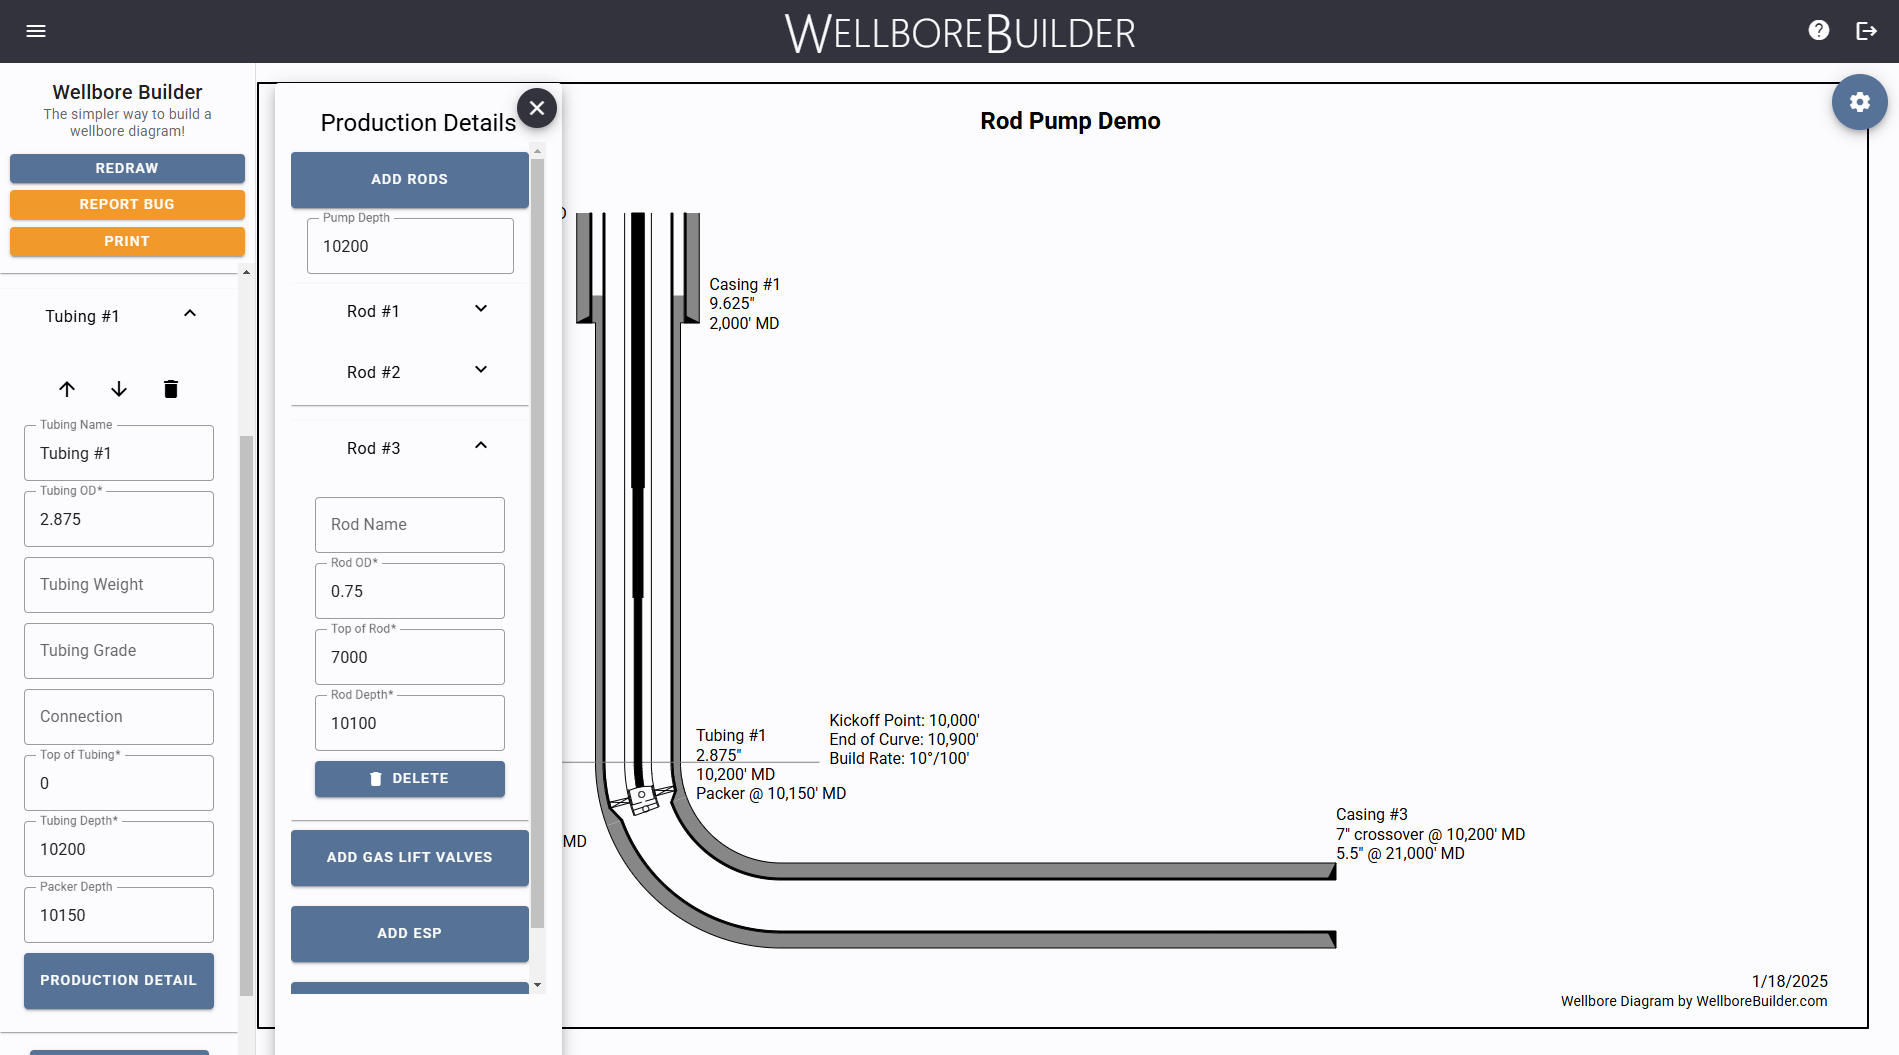 WELLBOREBUILDER
Wellbore Builder
The simpler way to build a
wellbore diagram!
REDRAW
REPORT BUG
PRINT
Tubing #1
Tubing Name
Tubing #1
Tubing OD*
2.875
Tubing Weight
Tubing Grade
Connection
Top of Tubing*
0
Tubing Depth*
10200
Packer Depth
10150
PRODUCTION DETAIL
Production Details
ADD RODS
Pump Depth
10200
Rod #1
Rod #2
Rod #3
Rod Name
Rod OD*
0.75
Top of Rod*
7000
Rod Depth*
10100
DELETE
ADD GAS LIFT VALVES
ADD ESP
Rod Pump Demo
Casing #1
9.625"
2,000' MD
Tubing #1
2.875"
10,200' MD
Packer @ 10,150' MD
Kickoff Point: 10,000'
End of Curve: 10,900'
Build Rate: 10°/100'
MD
Casing #3
7" crossover @ 10,200' MD
5.5" @ 21,000' MD
1/18/2025
Wellbore Diagram by WellboreBuilder.com